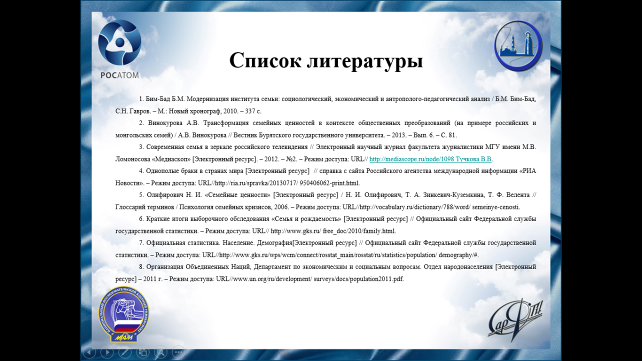 РОСАТОМ
Список литературы
1. Бим-Бад Б.М. Модернизация института семьи: социологический, экономический и антрополого-педагогический анализ / Б.М. Бим-Бад,
С.Н. Гавров. – М.: Новый хронограф, 2010. – 337 с.
2. Винокурова А.В. Трансформация семейных ценностей в контексте общественных преобразований (на примере российских и
монгольских семей) / А.В. Винокурова // Вестник Бурятского государственного университета. – 2013. – Вып. 6. – С. 81.
3. Современная семья в зеркале российского телевидения // Электронный научный журнал факультета журналистики МГУ имени М.В.
Ломоносова «Медиаскоп» [Электронный ресурс]. – 2012. – №2. – Режим доступа: URL// http://mediascope.ru/node/1098 Тучкова В.В.
4. Однополые браки в странах мира [Электронный ресурс] // справка с сайта Российского агентства международной информации «РИА
Новости». – Режим доступа: URL//http://ria.ru/spravka/20130717/ 950406062-print.html.
5. Олифирович Н. И. «Семейные ценности» [Электронный ресурс] / Н. И. Олифирович, Т. А. Зинкевич-Куземкина, Т. Ф. Велента //
Глоссарий терминов / Психология семейных кризисов, 2006. – Режим доступа: URL//http://vocabulary.ru/dictionary/788/word/ semeinye-cenosti.
6. Краткие итоги выборочного обследования «Семья и рождаемость» [Электронный ресурс] // Официальный сайт Федеральной службы
государственной статистики. – Режим доступа: URL// http://www.gks.ru/ free_doc/2010/family.html.
7. Официальная статистика. Население. Демография[Электронный ресурс] // Официальный сайт Федеральной службы государственной
статистики. – Режим доступа: URL//http://www.gks.ru/wps/wcm/connect/rosstat_main/rosstat/ru/statistics/population/ demography/#.
8. Организация Объединенных Наций, Департамент по экономическим и социальным вопросам. Отдел народонаселения [Электронный
ресурс] – 2011 г. – Режим доступа: URL/www.un.org/ru/development/ surveys/docs/population2011.pdf.
СарФТИ